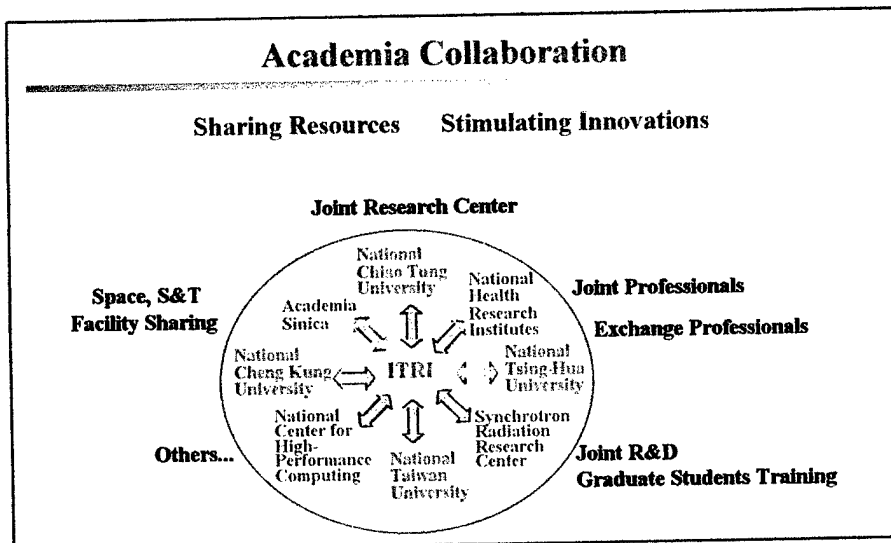 Academia Collaboration
Sharing Resources Stimulating Innovations
Joint Research Center
National
Chiao Tung
University
National
Health
Research
Institutes
Joint Professionals
Space, S&T
Facility Sharing
Academia
Sinica
Exchange Professionals
National
Cheng Kung
University
ITRI
National
Tsing-Hua
University
National
Center for
High-
Performance
Computing
Synchrotron
Radiation
Research
Center
Others...
National
Taiwan
University
Joint R&D
Graduate Students Training